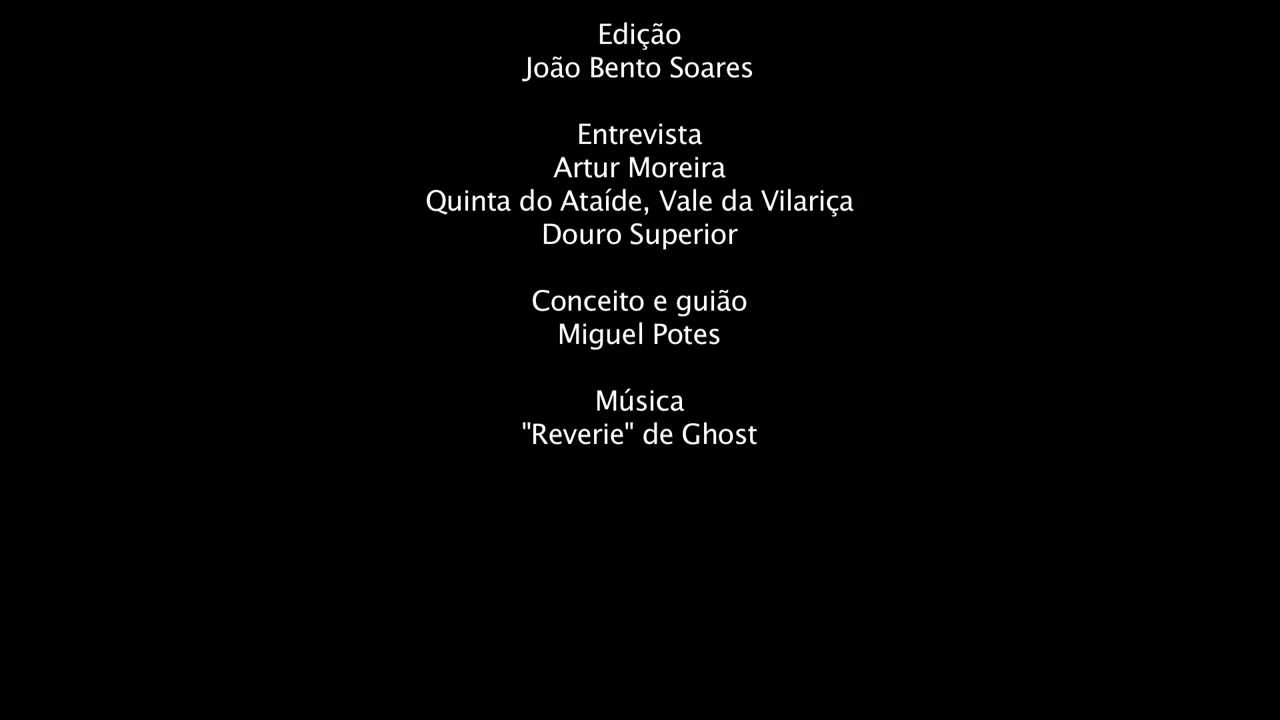 Edição
João Bento Soares
Entrevista
Artur Moreira
Quinta do Ataíde, Vale da Vilariça
Douro Superior
Conceito e guião
Miguel Potes
Música
"Reverie" de Ghost